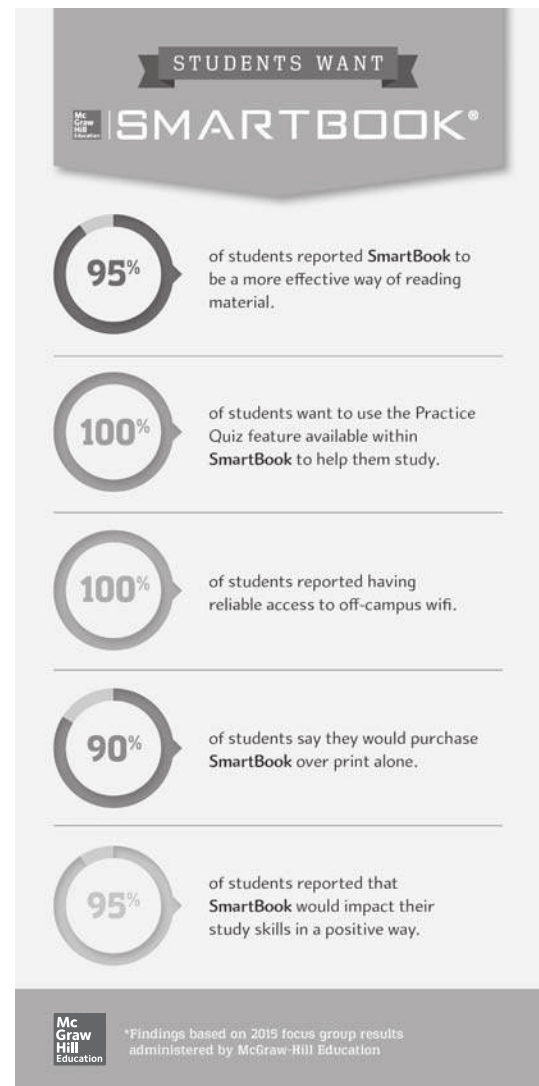 STUDENTS WANT
Mc
Graw
Hill
Education
SMARTBOOK®
95%
of students reported SmartBook to
be a more effective way of reading
material.
100%
of students want to use the Practice
Quiz feature available within
SmartBook to help them study.
100%
of students reported having
reliable access to off-campus wifi.
90%
of students say they would purchase
SmartBook over print alone.
95%
of students reported that
SmartBook would impact their
study skills in a positive way.
Mc
Graw
Hill
Education
*Findings based on 2015 focus group results
administered by McGraw-Hill Education